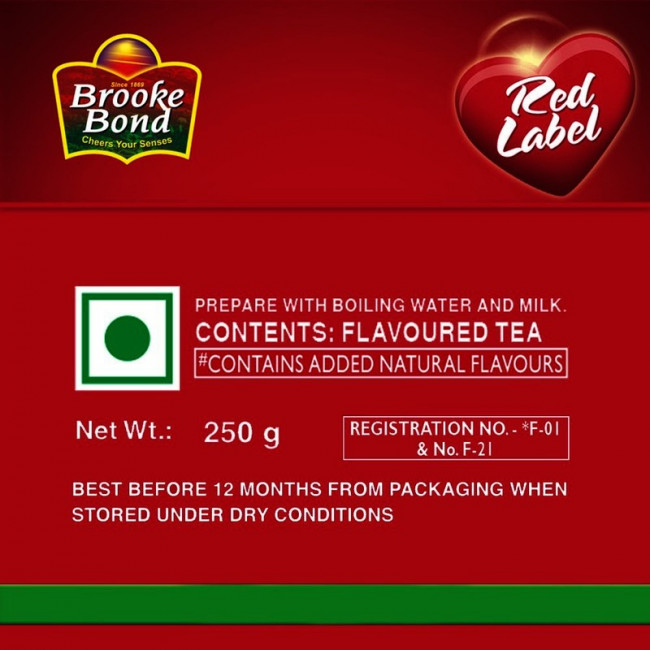 Since 1869
Brooke
Bond
Cheers Your Senses
Red
Label
PREPARE WITH BOILING WATER AND MILK.
CONTENTS: FLAVOURED TEA
#CONTAINS ADDED NATURAL FLAVOURS
Net Wt.: 250 g
REGISTRATION NO. - *F-01
& No. F-21
BEST BEFORE 12 MONTHS FROM PACKAGING WHEN
STORED UNDER DRY CONDITIONS